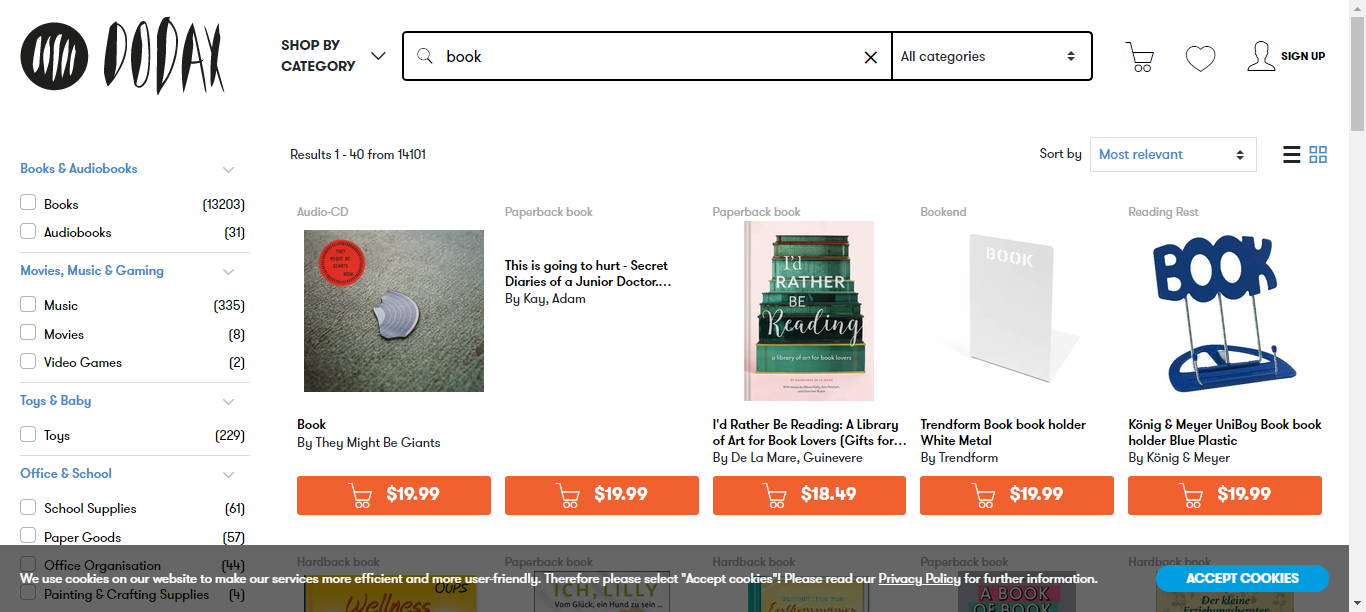 DODAX
SHOP BY
CATEGORY
book
All categories
SIGN UP
Results 1 - 40 from 14101
Sort by
Most relevant
Books & Audiobooks
Books (13203)
Audiobooks (31)
Movies, Music & Gaming
Music (335)
Movies (8)
Video Games (2)
Toys & Baby
Toys (229)
Office & School
School Supplies (61)
Paper Goods (57)
Office Organisation (44)
Painting & Crafting Supplies (4)
Audio-CD
THEY
MIGHT BE
GIANTS
BOOK
Book
By They Might Be Giants
$19.99
Paperback book
This is going to hurt - Secret
Diaries of a Junior Doctor....
By Kay, Adam
$19.99
Paperback book
I'd
RATHER
BE
Reading
a library of art for book lovers
I'd Rather Be Reading: A Library
of Art for Book Lovers (Gifts for...
By De La Mare, Guinevere
$18.49
Bookend
BOOK
Trendform Book book holder
White Metal
By Trendform
$19.99
Reading Rest
BOOK
König & Meyer UniBoy Book book
holder Blue Plastic
By König & Meyer
$19.99
Hardback book
OOPS
Wellness
Paperback book
ICH, LILLY
Vom Glück, ein Hund zu sein ...
Hardback book
Paperback book
A BOOK
OF BOOK
Hardback book
Der kleine
Erziehungsberater
We use cookies on our website to make our services more efficient and more user-friendly. Therefore please select "Accept cookies"! Please read our Privacy Policy for further information.
ACCEPT COOKIES